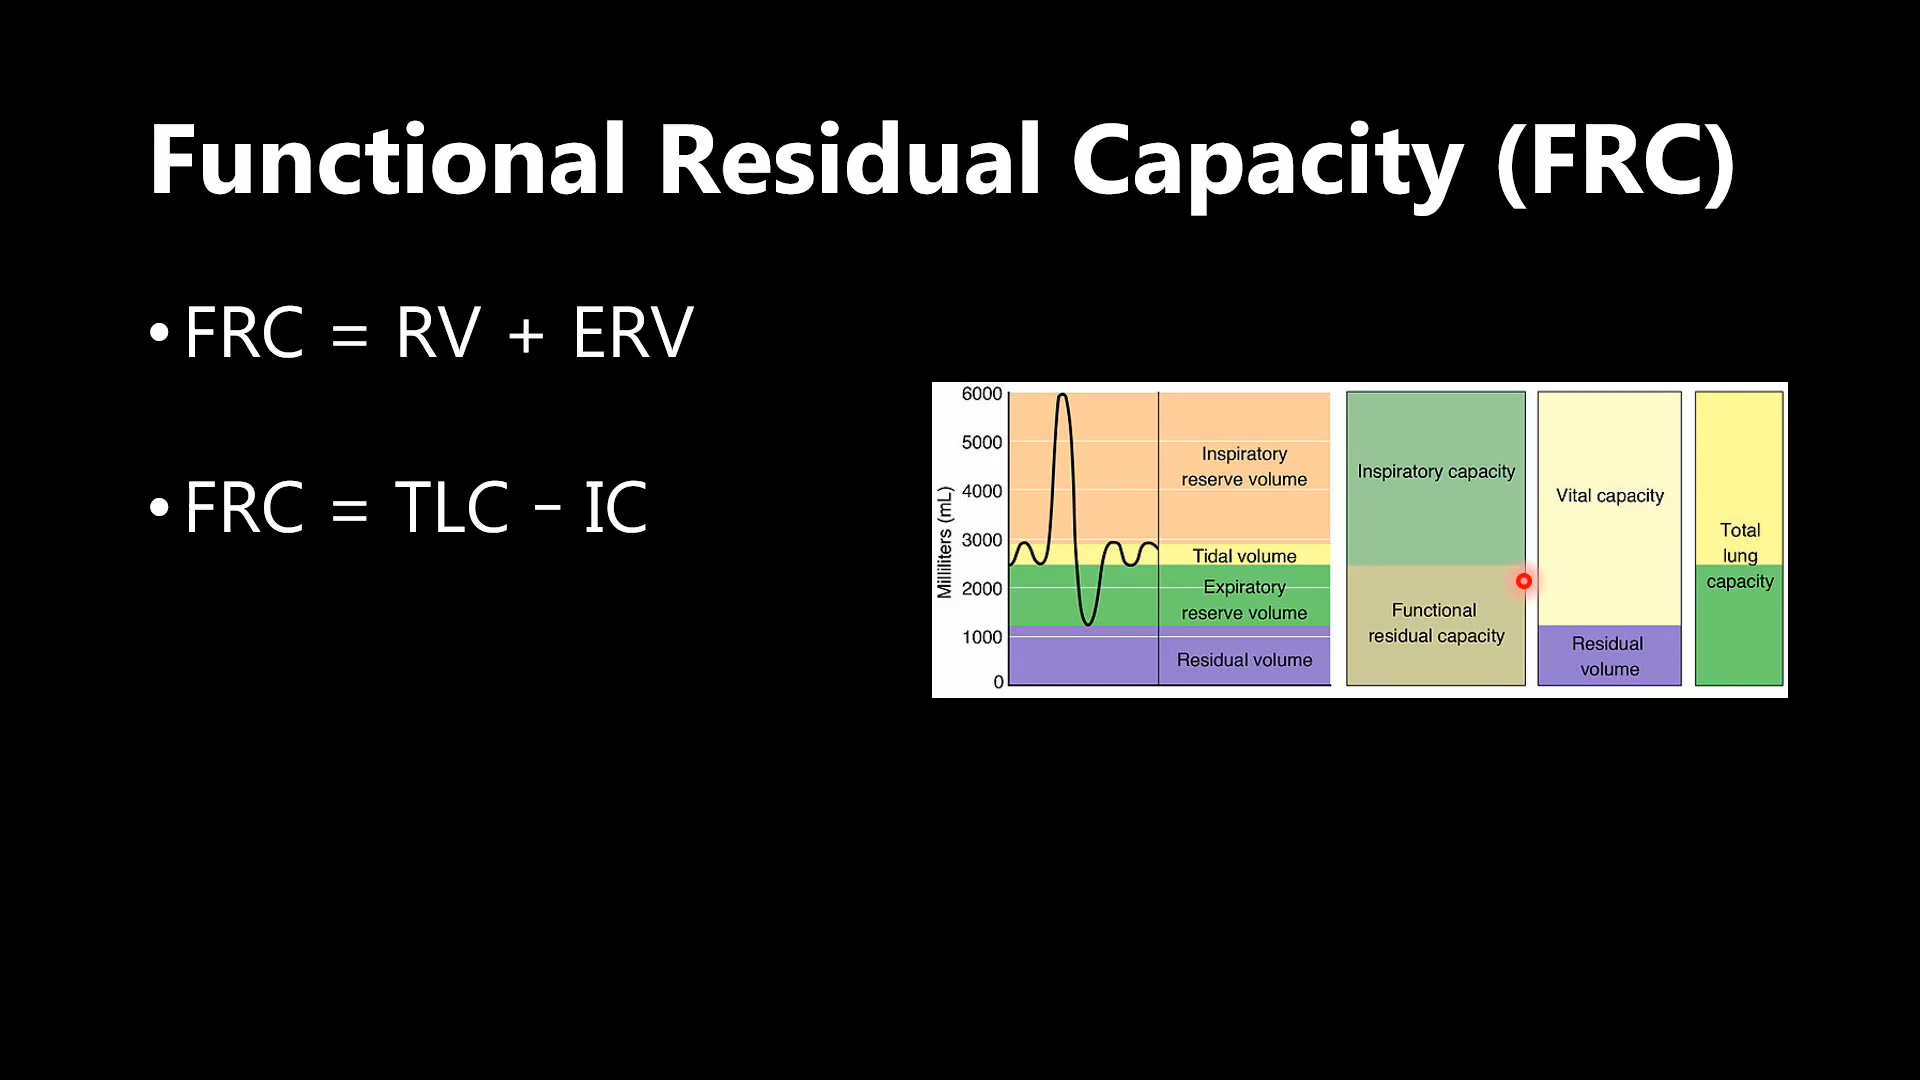 Functional Residual Capacity (FRC)
• FRC = RV + ERV
• FRC = TLC – IC
6000
5000
4000
3000
2000
1000
0
Milliliters (mL)
Inspiratory
reserve volume
Tidal volume
Expiratory
reserve volume
Residual volume
Inspiratory capacity
Functional
residual capacity
Vital capacity
Residual
volume
Total
lung
capacity